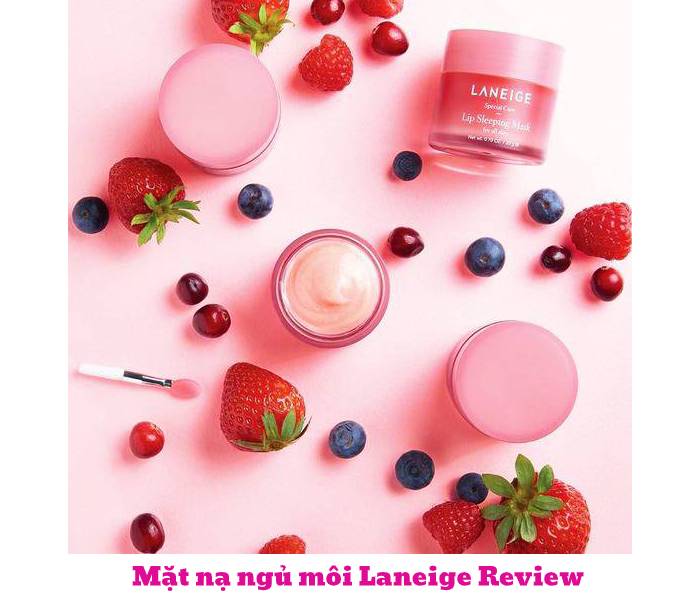 LANEIGE
Special Care
Lip Sleeping Mask
Mặt nạ ngủ môi Laneige Review